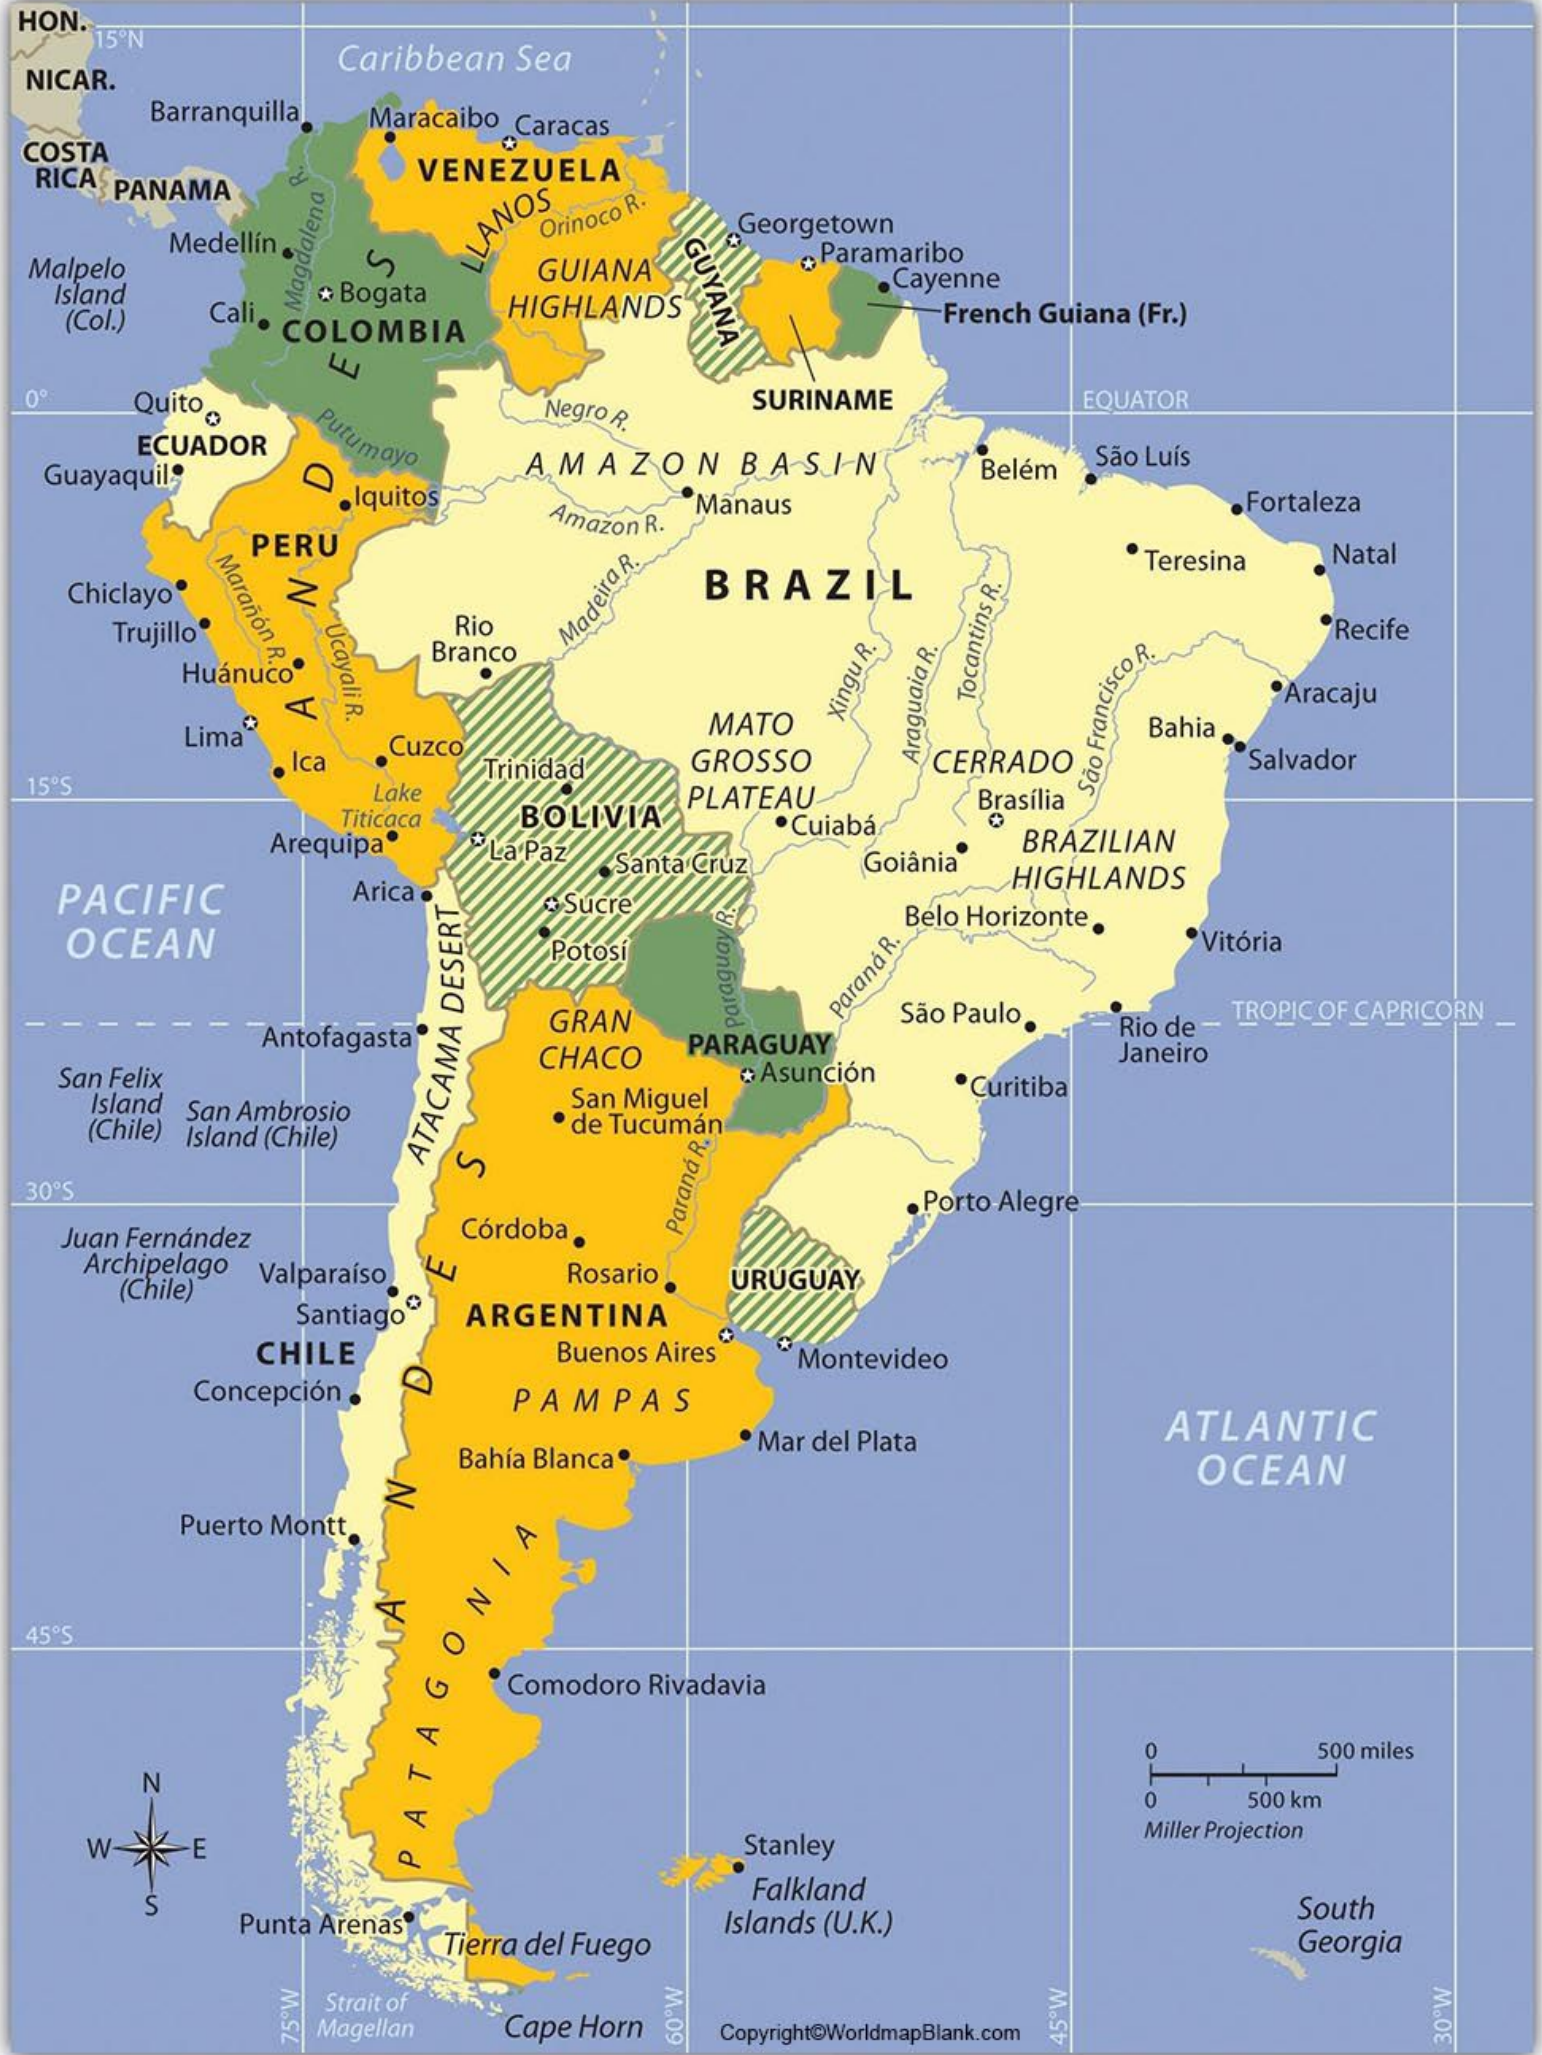 HON.
15°N
Caribbean Sea
NICAR.
Barranquilla
Maracaibo
Caracas
COSTA
RICA
PANAMA
VENEZUELA
Magdalena R.
LLANOS
Orinoco R.
Georgetown
Medellín
Paramaribo
Malpelo
Island
(Col.)
GUIANA
HIGHLANDS
GUYANA
Cayenne
Bogata
Cali
COLOMBIA
French Guiana (Fr.)
SURINAME
0°
EQUATOR
Quito
Negro R.
ECUADOR
Putumayo
AMAZON BASIN
Guayaquil
Belém
São Luís
Iquitos
Manaus
Fortaleza
Amazon R.
PERU
Teresina
Natal
BRAZIL
Chiclayo
Marañón R.
Madeira R.
Tocantins R.
Trujillo
Ucayali R.
Rio
Branco
Recife
Huánuco
Xingu R.
Araguaia R.
São Francisco R.
Aracaju
ANDES
Lima
MATO
GROSSO
PLATEAU
Bahia
Cuzco
Ica
Trinidad
CERRADO
Salvador
15°S
Lake
Titicaca
BOLIVIA
Brasília
Cuiabá
Arequipa
La Paz
Santa Cruz
Goiânia
BRAZILIAN
HIGHLANDS
Arica
Sucre
PACIFIC
OCEAN
Belo Horizonte
Potosí
Vitória
ATACAMA DESERT
Paraguay R.
Paraná R.
GRAN
CHACO
São Paulo
TROPIC OF CAPRICORN
Antofagasta
PARAGUAY
Rio de
Janeiro
Asunción
San Felix
Island
(Chile)
San Ambrosio
Island (Chile)
San Miguel
de Tucumán
Curitiba
Paraná R.
30°S
Porto Alegre
Córdoba
Juan Fernández
Archipelago
(Chile)
Valparaíso
Rosario
URUGUAY
Santiago
ARGENTINA
CHILE
Buenos Aires
Montevideo
Concepción
PAMPAS
ANDES
Mar del Plata
ATLANTIC
OCEAN
Bahía Blanca
Puerto Montt
PATAGONIA
45°S
Comodoro Rivadavia
0
500 miles
0
500 km
Miller Projection
N
W
E
S
Stanley
Falkland
Islands (U.K.)
South
Georgia
Punta Arenas
Tierra del Fuego
Strait of
Magellan
Cape Horn
75°W
60°W
45°W
30°W
Copyright©WorldmapBlank.com